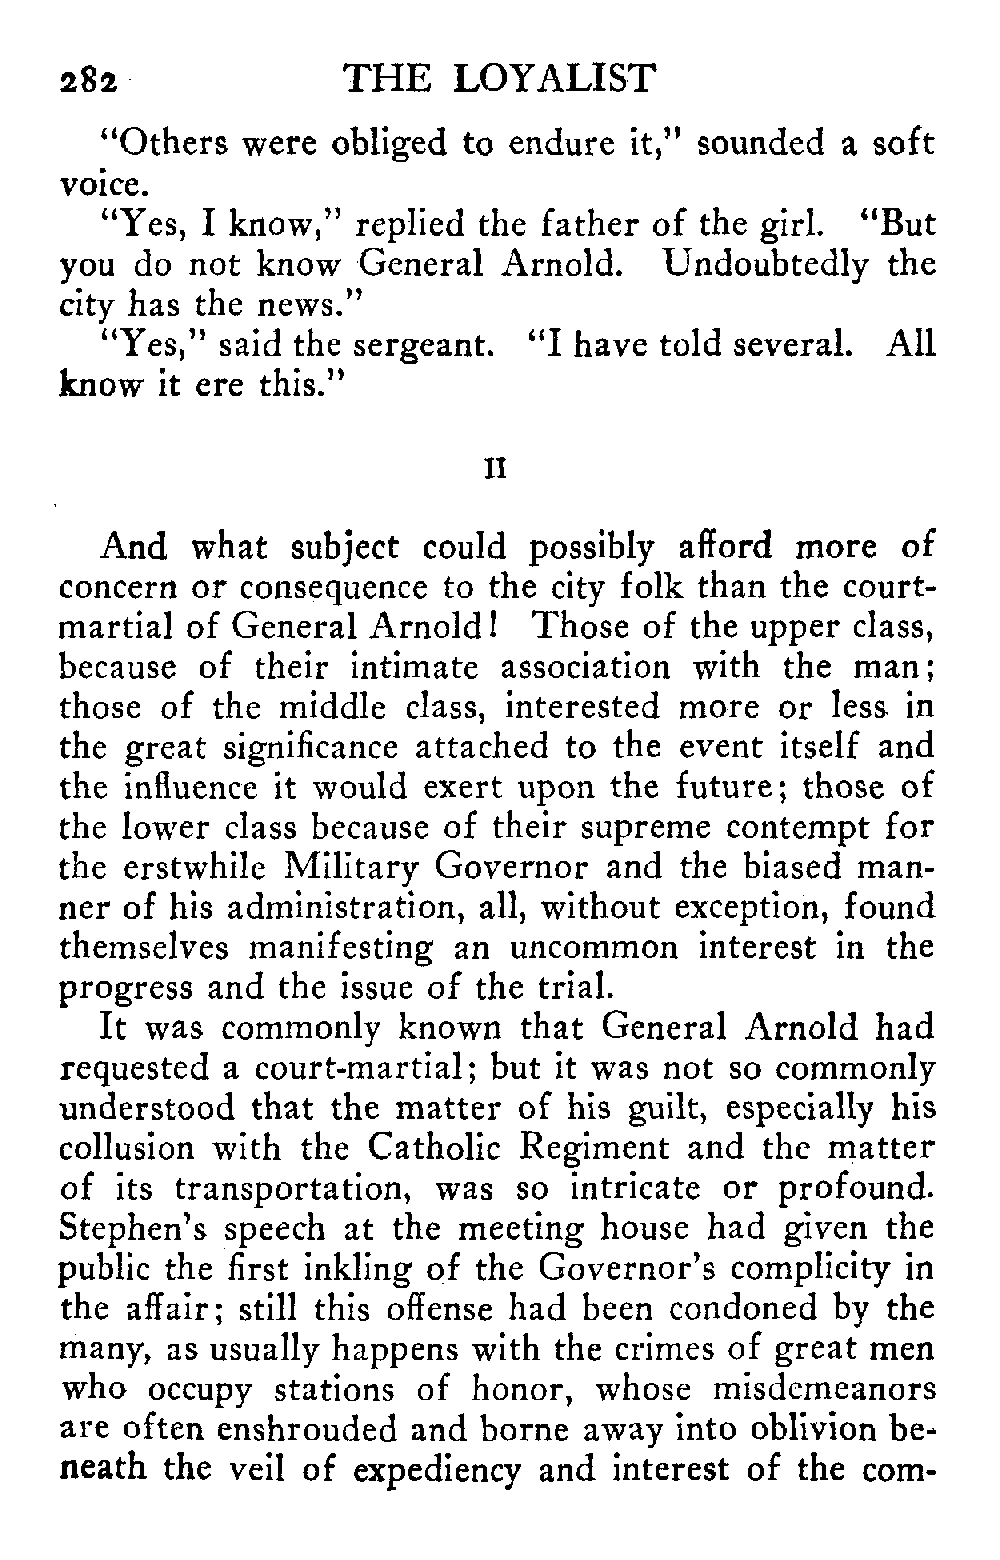 282 THE LOYALIST
“Others were obliged to endure it,” sounded a soft
voice.
“Yes, I know,” replied the father of the girl. “But
you do not know General Arnold. Undoubtedly the
city has the news.”
“Yes,” said the sergeant. “I have told several. All
know it ere this.”
II
And what subject could possibly afford more of
concern or consequence to the city folk than the court-
martial of General Arnold! Those of the upper class,
because of their intimate association with the man;
those of the middle class, interested more or less in
the great significance attached to the event itself and
the influence it would exert upon the future; those of
the lower class because of their supreme contempt for
the erstwhile Military Governor and the biased man-
ner of his administration, all, without exception, found
themselves manifesting an uncommon interest in the
progress and the issue of the trial.
It was commonly known that General Arnold had
requested a court-martial; but it was not so commonly
understood that the matter of his guilt, especially his
collusion with the Catholic Regiment and the matter
of its transportation, was so intricate or profound.
Stephen’s speech at the meeting house had given the
public the first inkling of the Governor’s complicity in
the affair; still this offense had been condoned by the
many, as usually happens with the crimes of great men
who occupy stations of honor, whose misdemeanors
are often enshrouded and borne away into oblivion be-
neath the veil of expediency and interest of the com-